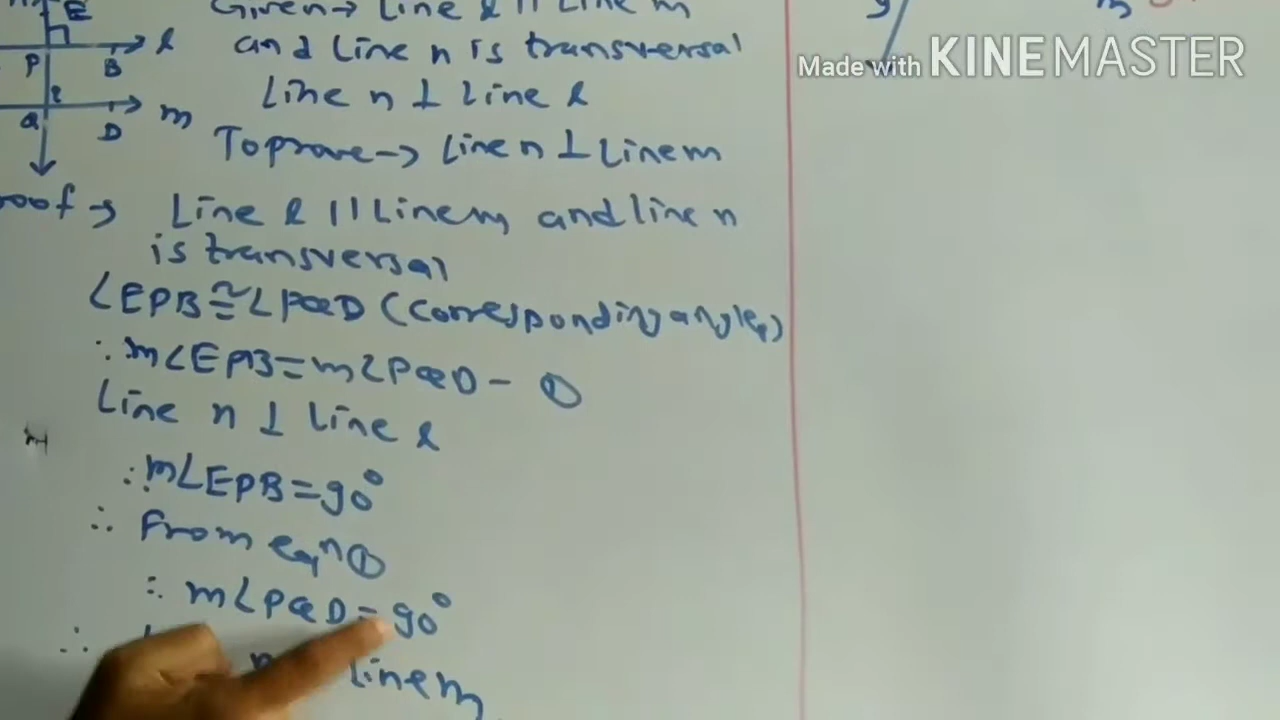 E
Given→ Line l || Line m
l
P
B
and Line n is transversal
Line n ⊥ Line l
m
Q
D
To prove → Line n ⊥ Line m
Proof → Line l || Line m and line n
is transversal
∠EPB ≅ ∠PQD (Corresponding angles)
∴ m∠EPB = m∠PQD – ①
Line n ⊥ Line l
∴ m∠EPB = 90°
∴ From eqⁿ ①
∴ m∠PQD = 90°
∴ n Line m
y
m
Made with KINEMASTER